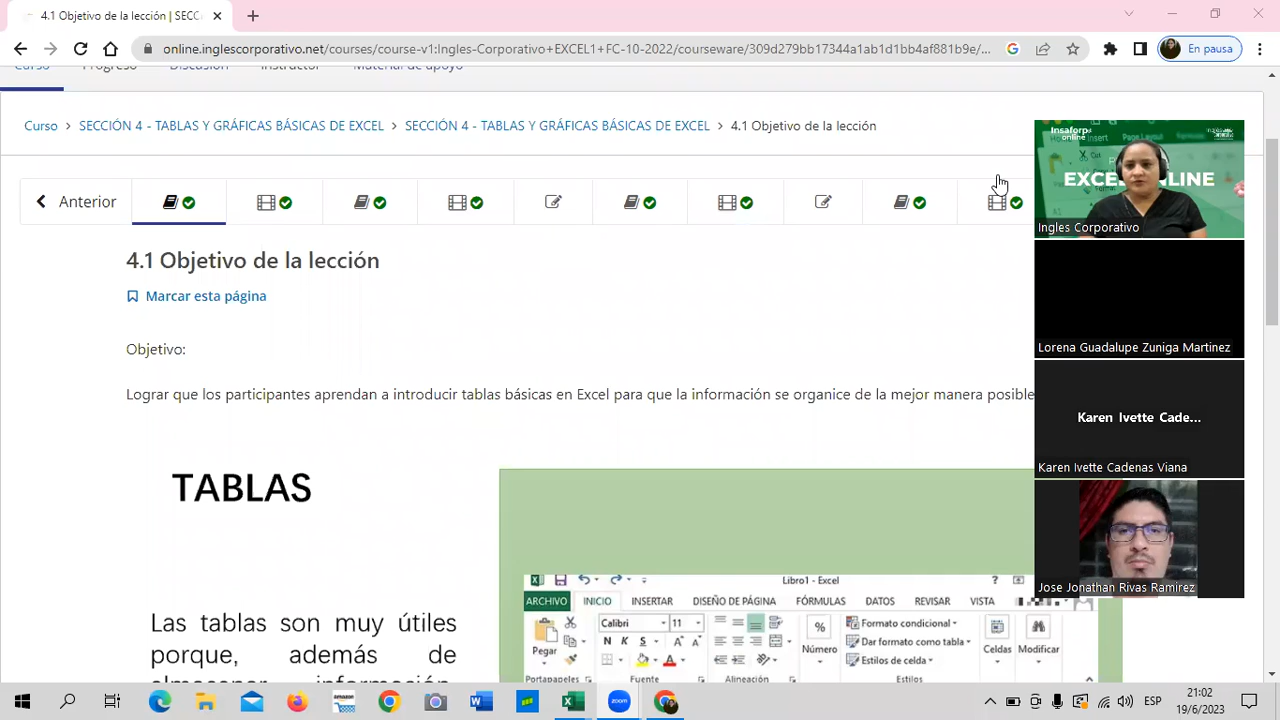 4.1 Objetivo de la lección | SECC
online.inglescorporativo.net/courses/course-v1:Ingles-Corporativo+EXCEL1+FC-10-2022/courseware/309d279bb17344a1ab1d1bb4af881b9e/...
En pausa
Curso Progreso Discusión Instructor Material de apoyo
Curso > SECCIÓN 4 - TABLAS Y GRÁFICAS BÁSICAS DE EXCEL > SECCIÓN 4 - TABLAS Y GRÁFICAS BÁSICAS DE EXCEL > 4.1 Objetivo de la lección
Insaforp
online
EXCEL ONLINE
Ingles Corporativo
Anterior
4.1 Objetivo de la lección
Marcar esta página
Objetivo:
Lograr que los participantes aprendan a introducir tablas básicas en Excel para que la información se organice de la mejor manera posible
Lorena Guadalupe Zuniga Martinez
Karen Ivette Cade...
Karen Ivette Cadenas Viana
Jose Jonathan Rivas Ramirez
TABLAS
Las tablas son muy útiles
porque, además de
almacenar información,
Libro1 - Excel
ARCHIVO INICIO INSERTAR DISEÑO DE PÁGINA FÓRMULAS DATOS REVISAR VISTA
Calibri 11
Formato condicional
N K S
Dar formato como tabla
Pegar
Número
Celdas Modificar
Estilos de celda
Portapapeles Fuente Alineación Estilos
ESP
21:02
19/6/2023